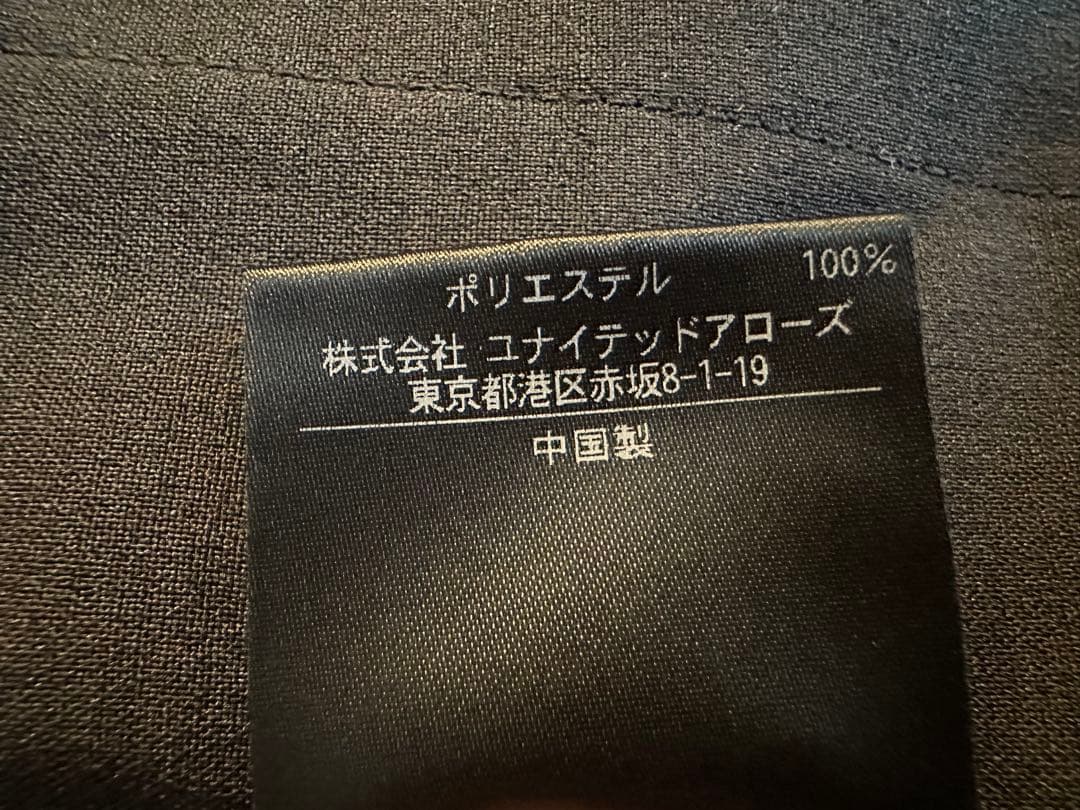 ポリエステル 100%
株式会社 ユナイテッドアローズ
東京都港区赤坂8-1-19
中国製